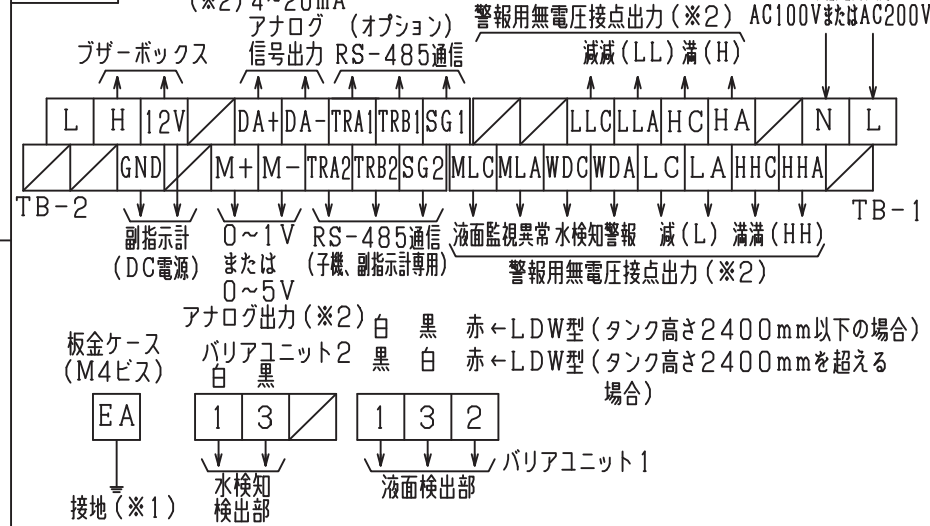 (※2) 4~20mA
アナログ (オプション) 警報用無電圧接点出力(※2) AC100VまたはAC200V
ブザーボックス 信号出力 RS-485通信 減減(LL) 満(H)
L H 12V DA+ DA- TRA1 TRB1 SG1 LLC LLA HC HA N L
GND M+ M- TRA2 TRB2 SG2 MLC MLA WDC WDA LC LA HHC HHA
TB-2 TB-1
副指示計 0~1V RS-485通信 液面監視異常 水検知警報 減(L) 満満(HH)
(DC電源) または (子機、副指示計専用) 警報用無電圧接点出力(※2)
0~5V
アナログ出力(※2) 白 黒 赤←LDW型(タンク高さ2400mm以下の場合)
板金ケース バリアユニット2 黒 白 赤←LDW型(タンク高さ2400mmを超える
(M4ビス) 白 黒 場合)
EA 1 3 1 3 2
バリアユニット1
水検知 液面検出部
接地(※1) 検出部